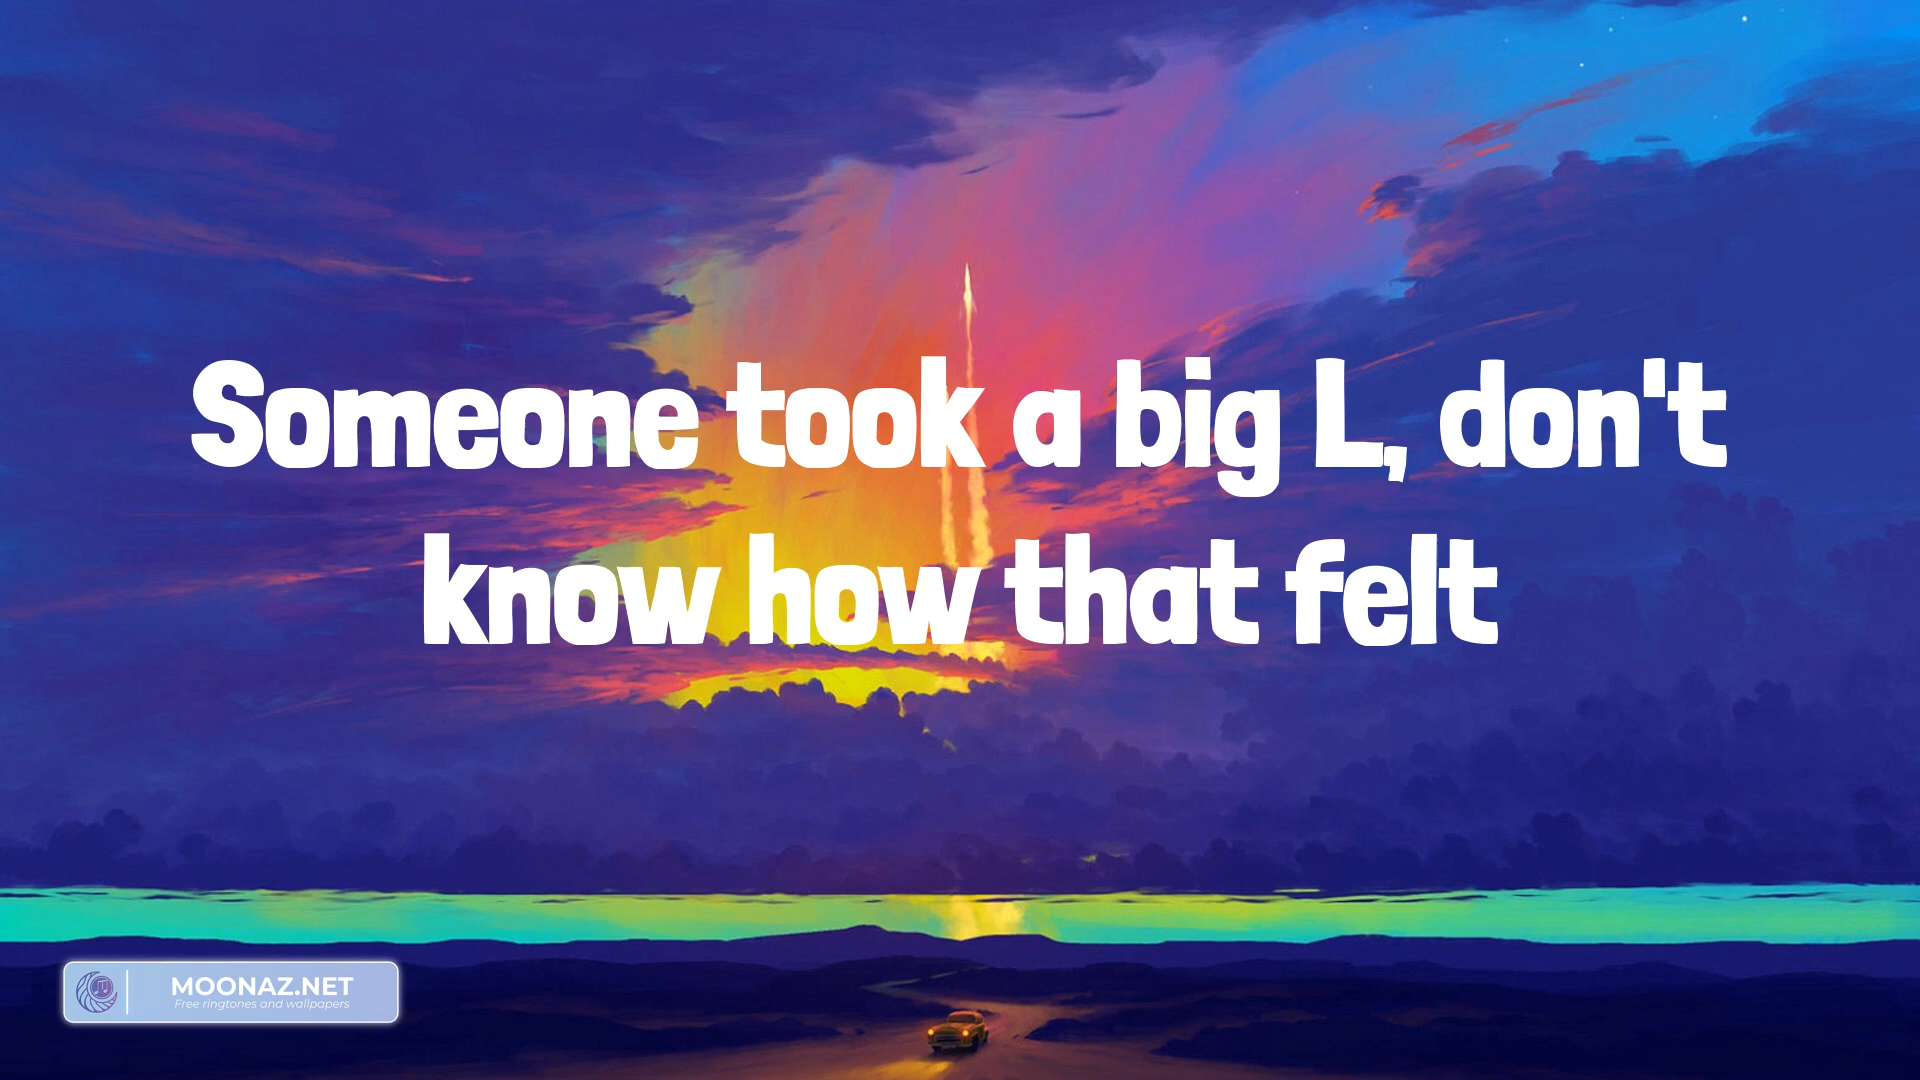 Someone took a big L, don't
know how that felt
MOONAZ.NET
Free ringtones and wallpapers